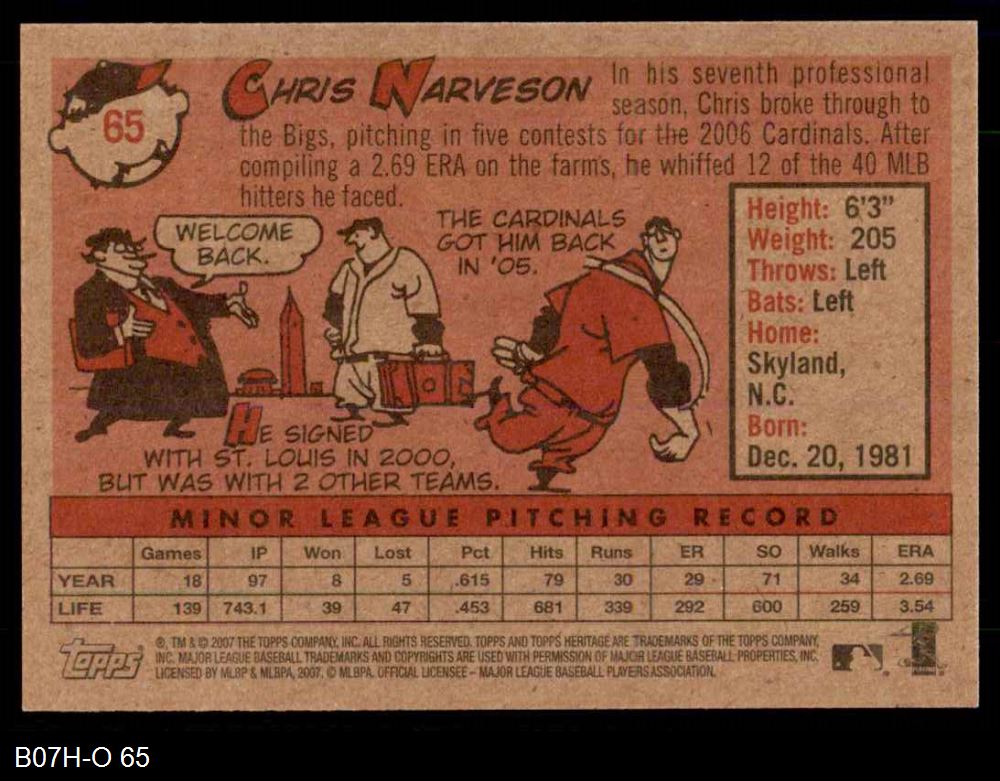 65
CHRIS NARVESON
In his seventh professional
season, Chris broke through to
the Bigs, pitching in five contests for the 2006 Cardinals. After
compiling a 2.69 ERA on the farms, he whiffed 12 of the 40 MLB
hitters he faced.
WELCOME
BACK.
THE CARDINALS
GOT HIM BACK
IN '05.
HE SIGNED
WITH ST. LOUIS IN 2000,
BUT WAS WITH 2 OTHER TEAMS.
Height: 6'3"
Weight: 205
Throws: Left
Bats: Left
Home:
Skyland,
N.C.
Born:
Dec. 20, 1981
MINOR LEAGUE PITCHING RECORD
Games IP Won Lost Pct Hits Runs ER SO Walks ERA
YEAR 18 97 8 5 .615 79 30 29 71 34 2.69
LIFE 139 743.1 39 47 .453 681 339 292 600 259 3.54
Topps
®, TM & © 2007 THE TOPPS COMPANY, INC. ALL RIGHTS RESERVED. TOPPS AND TOPPS HERITAGE ARE TRADEMARKS OF THE TOPPS COMPANY,
INC. MAJOR LEAGUE BASEBALL TRADEMARKS AND COPYRIGHTS ARE USED WITH PERMISSION OF MAJOR LEAGUE BASEBALL PROPERTIES, INC.
LICENSED BY MLBP & MLBPA, 2007. © MLBPA. OFFICIAL LICENSEE – MAJOR LEAGUE BASEBALL PLAYERS ASSOCIATION.
B07H-O 65